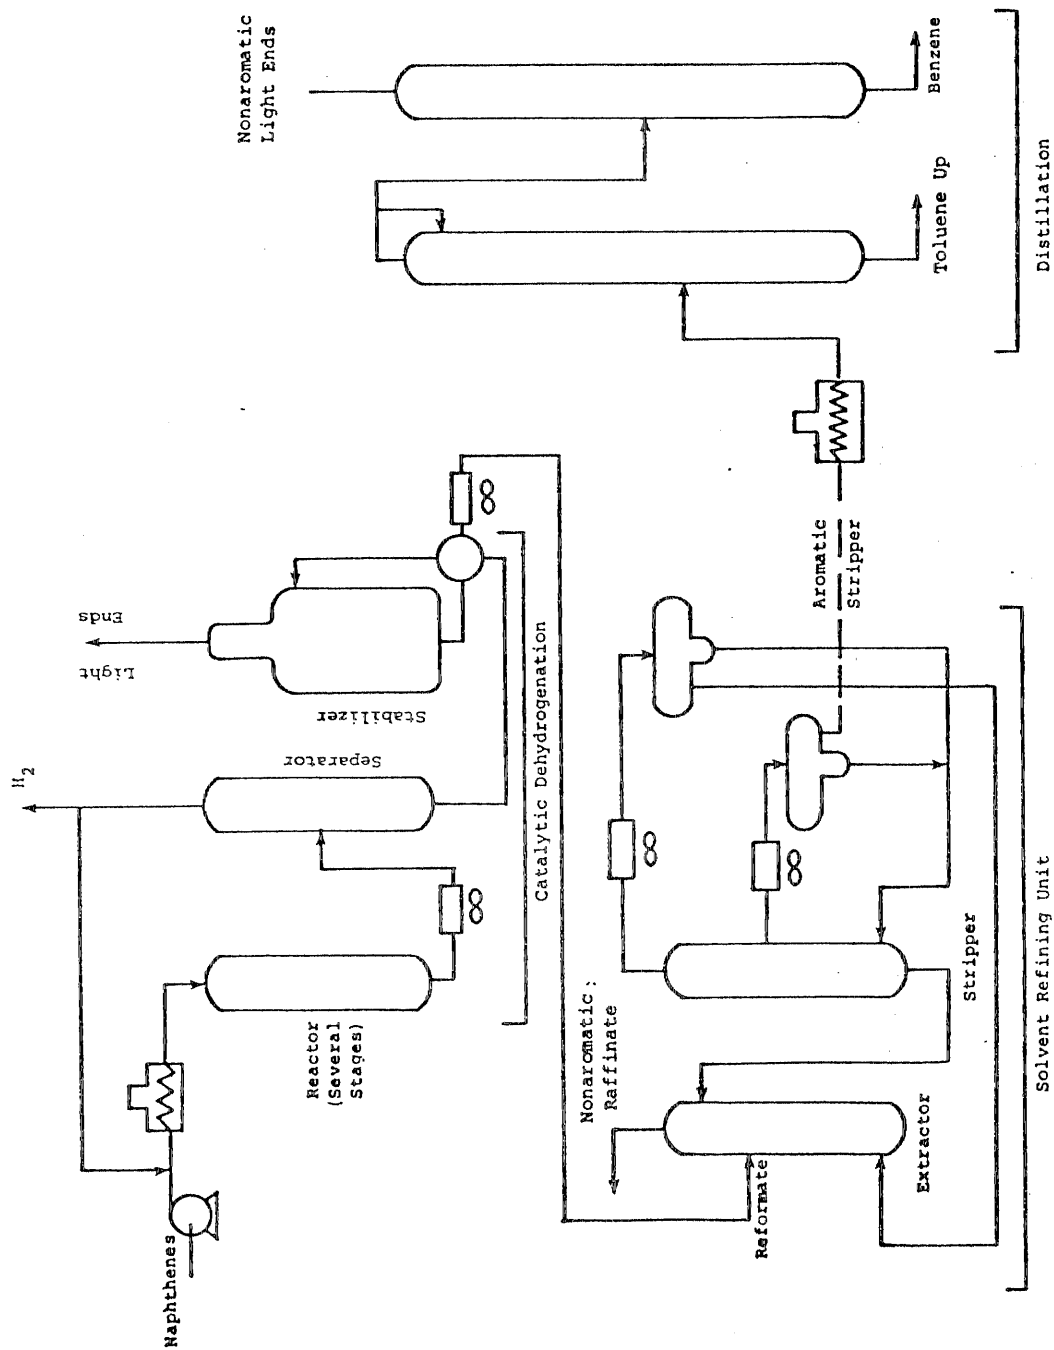 Naphthenes
H2
Reactor
(Several
Stages)
Separator
Stabilizer
Light
Ends
Catalytic Dehydrogenation
Nonaromatic
Light Ends
Nonaromatic
Raffinate
Reformate
Extractor
Stripper
Aromatic
Stripper
Solvent Refining Unit
Toluene Up
Benzene
Distillation